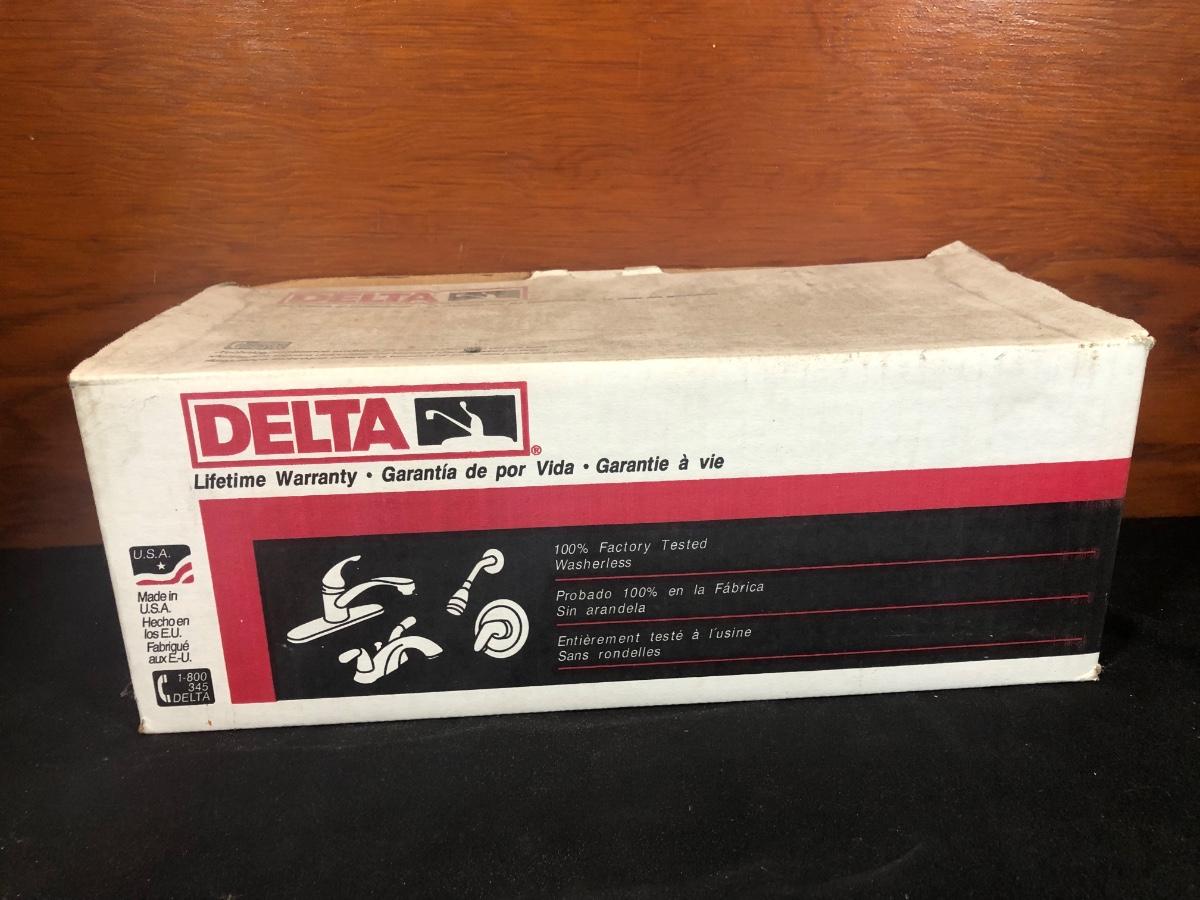 DELTA
DELTA
®
Lifetime Warranty • Garantía de por Vida • Garantie à vie
U.S.A.
Made in
U.S.A.
Hecho en
los E.U.
Fabriqué
aux E.-U.
1-800
345
DELTA
100% Factory Tested
Washerless
Probado 100% en la Fábrica
Sin arandela
Entièrement testé à l'usine
Sans rondelles